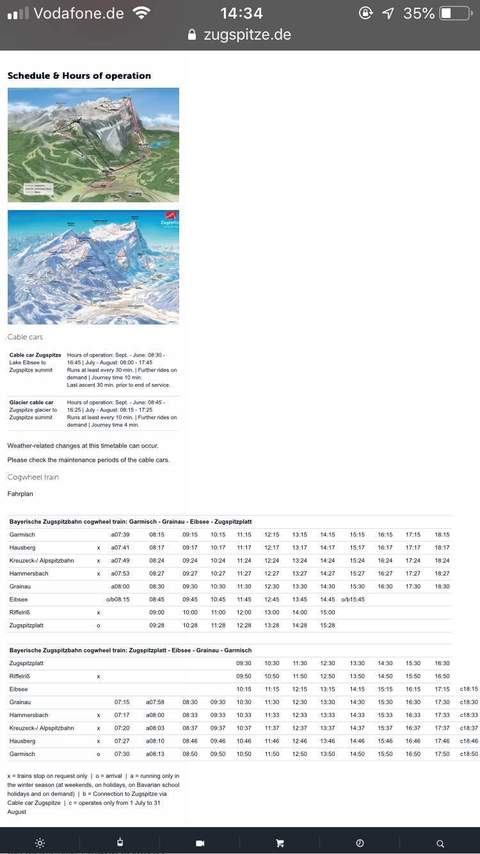 Vodafone.de 14:34 35%
zugspitze.de
Schedule & Hours of operation
Cable cars
Cable car Zugspitze
Lake Eibsee to
Zugspitze summit
Hours of operation: Sept. - June: 08:30 -
16:45 | July - August: 08:00 - 17:45
Runs at least every 30 min. | Further rides on
demand | Journey time 10 min.
Last ascent 30 min. prior to end of service.
Glacier cable car
Zugspitze glacier to
Zugspitze summit
Hours of operation: Sept. - June: 08:45 -
16:25 | July - August: 08:15 - 17:25
Runs at least every 10 min. | Further rides on
demand | Journey time 4 min.
Weather-related changes at this timetable can occur.
Please check the maintenance periods of the cable cars.
Cogwheel train
Fahrplan
Bayerische Zugspitzbahn cogwheel train: Garmisch - Grainau - Eibsee - Zugspitzplatt
Garmisch a07:39 08:15 09:15 10:15 11:15 12:15 13:15 14:15 15:15 16:15 17:15 18:15
Hausberg x a07:41 08:17 09:17 10:17 11:17 12:17 13:17 14:17 15:17 16:17 17:17 18:17
Kreuzeck-/ Alpspitzbahn x a07:49 08:24 09:24 10:24 11:24 12:24 13:24 14:24 15:24 16:24 17:24 18:24
Hammersbach x a07:53 08:27 09:27 10:27 11:27 12:27 13:27 14:27 15:27 16:27 17:27 18:27
Grainau a08:00 08:30 09:30 10:30 11:30 12:30 13:30 14:30 15:30 16:30 17:30 18:30
Eibsee o/b08:15 08:45 09:45 10:45 11:45 12:45 13:45 14:45 o/b15:45
Riffelriß x 09:00 10:00 11:00 12:00 13:00 14:00 15:00
Zugspitzplatt o 09:28 10:28 11:28 12:28 13:28 14:28 15:28
Bayerische Zugspitzbahn cogwheel train: Zugspitzplatt - Eibsee - Grainau - Garmisch
Zugspitzplatt 09:30 10:30 11:30 12:30 13:30 14:30 15:30 16:30
Riffelriß x 09:50 10:50 11:50 12:50 13:50 14:50 15:50 16:50
Eibsee 10:15 11:15 12:15 13:15 14:15 15:15 16:15 17:15 c18:15
Grainau 07:15 a07:58 08:30 09:30 10:30 11:30 12:30 13:30 14:30 15:30 16:30 17:30 c18:30
Hammersbach x 07:17 a08:00 08:33 09:33 10:33 11:33 12:33 13:33 14:33 15:33 16:33 17:33 c18:33
Kreuzeck-/ Alpspitzbahn x 07:20 a08:03 08:37 09:37 10:37 11:37 12:37 13:37 14:37 15:37 16:37 17:37 c18:37
Hausberg x 07:27 a08:10 08:46 09:46 10:46 11:46 12:46 13:46 14:46 15:46 16:46 17:46 c18:46
Garmisch o 07:30 a08:13 08:50 09:50 10:50 11:50 12:50 13:50 14:50 15:50 16:50 17:50 c18:50
x = trains stop on request only | o = arrival | a = running only in
the winter season (at weekends, on holidays, on Bavarian school
holidays and on demand) | b = Connection to Zugspitze via
Cable car Zugspitze | c = operates only from 1 July to 31
August